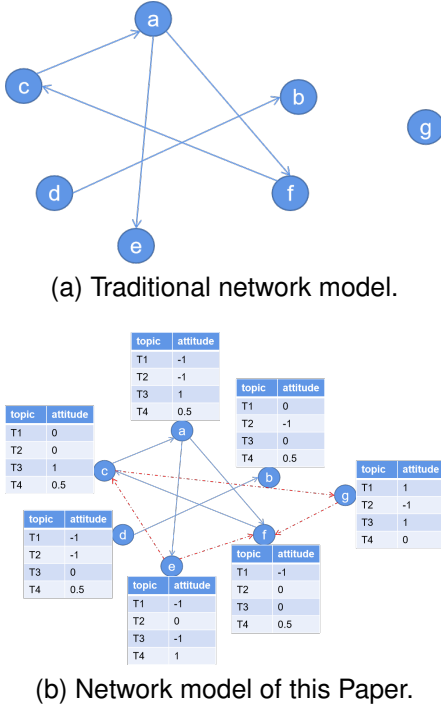 a
c
b
g
d
f
e
(a) Traditional network model.
topic attitude
T1 -1
T2 -1
T3 1
T4 0.5
topic attitude
T1 0
T2 -1
T3 0
T4 0.5
topic attitude
T1 0
T2 0
T3 1
T4 0.5
a
c
b
g
topic attitude
T1 1
T2 -1
T3 1
T4 0
topic attitude
T1 -1
T2 -1
T3 0
T4 0.5
d
f
e
topic attitude
T1 -1
T2 0
T3 0
T4 0.5
topic attitude
T1 -1
T2 0
T3 -1
T4 1
(b) Network model of this Paper.